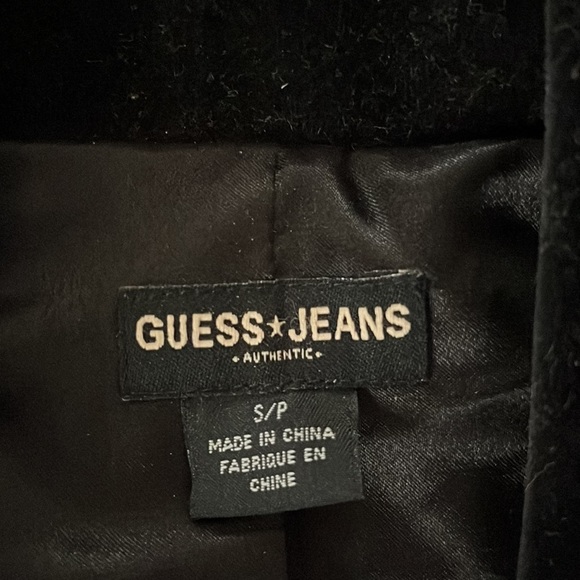 GUESS★JEANS
• AUTHENTIC •
S/P
MADE IN CHINA
FABRIQUE EN
CHINE